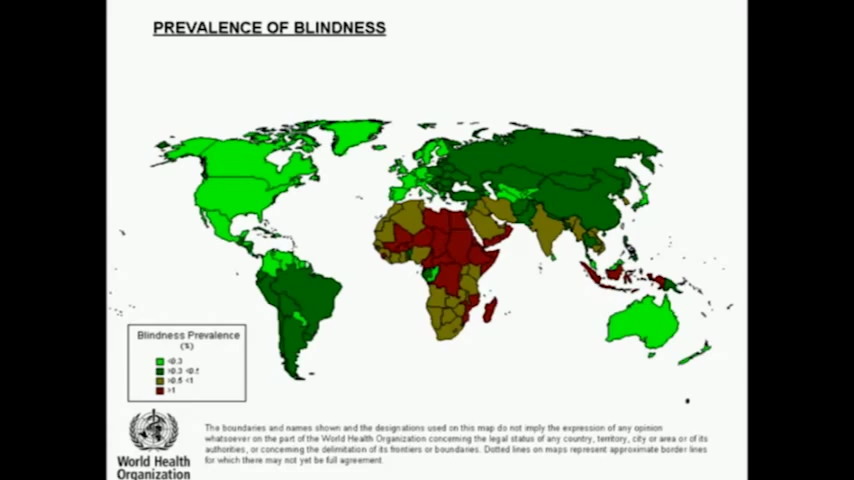 PREVALENCE OF BLINDNESS
Blindness Prevalence
(%)
<0.3
>0.3 <0.5
>0.5 <1
>1
The boundaries and names shown and the designations used on this map do not imply the expression of any opinion
whatsoever on the part of the World Health Organization concerning the legal status of any country, territory, city or area or of its
authorities, or concerning the delimitation of its frontiers or boundaries. Dotted lines on maps represent approximate border lines
for which there may not yet be full agreement.
World Health
Organization